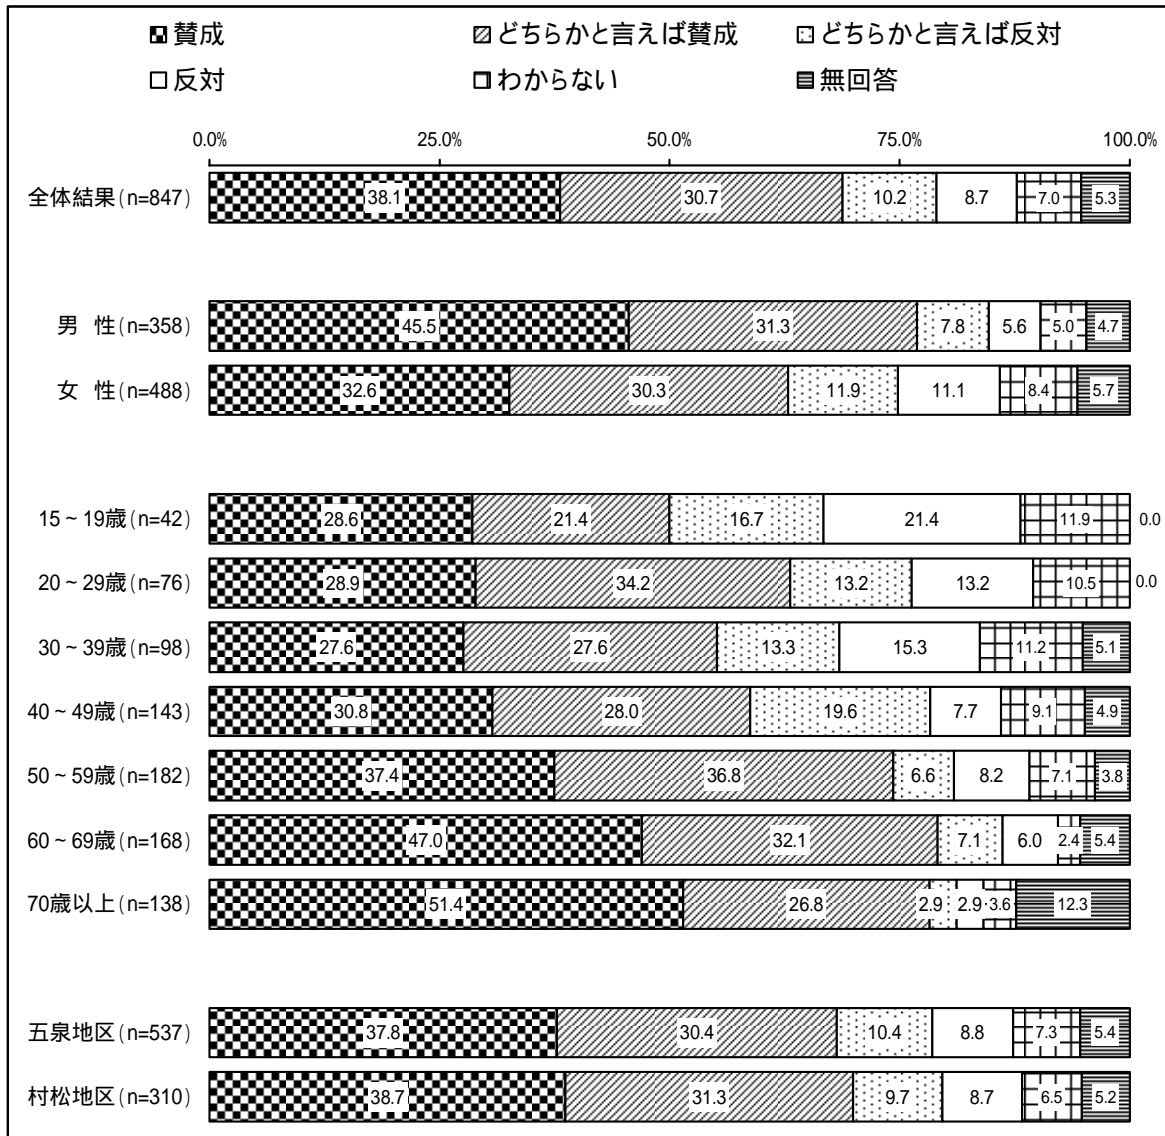 賛成 どちらかと言えば賛成 どちらかと言えば反対
反対 わからない 無回答
0.0% 25.0% 50.0% 75.0% 100.0%
全体結果(n=847) 38.1 30.7 10.2 8.7 7.0 5.3
男 性(n=358) 45.5 31.3 7.8 5.6 5.0 4.7
女 性(n=488) 32.6 30.3 11.9 11.1 8.4 5.7
15~19歳(n=42) 28.6 21.4 16.7 21.4 11.9 0.0
20~29歳(n=76) 28.9 34.2 13.2 13.2 10.5 0.0
30~39歳(n=98) 27.6 27.6 13.3 15.3 11.2 5.1
40~49歳(n=143) 30.8 28.0 19.6 7.7 9.1 4.9
50~59歳(n=182) 37.4 36.8 6.6 8.2 7.1 3.8
60~69歳(n=168) 47.0 32.1 7.1 6.0 2.4 5.4
70歳以上(n=138) 51.4 26.8 2.9 2.9 3.6 12.3
五泉地区(n=537) 37.8 30.4 10.4 8.8 7.3 5.4
村松地区(n=310) 38.7 31.3 9.7 8.7 6.5 5.2